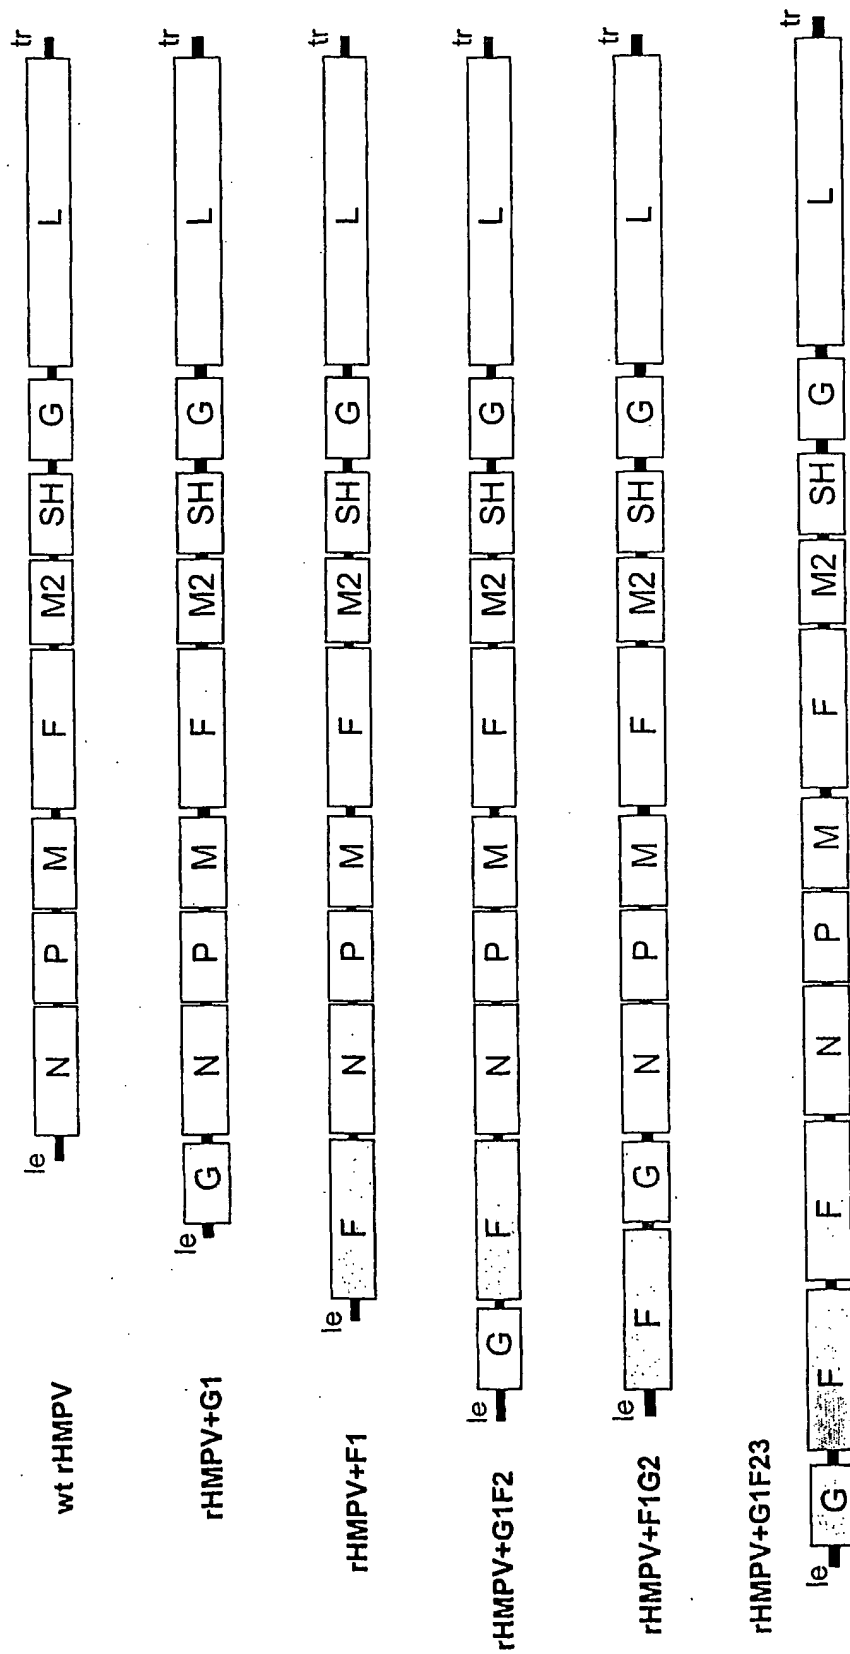 wt rHMPV
le N P M F M2 SH G L tr
rHMPV+G1
le G N P M F M2 SH G L tr
rHMPV+F1
le F N P M F M2 SH G L tr
rHMPV+G1F2
le G F N P M F M2 SH G L tr
rHMPV+F1G2
le F G N P M F M2 SH G L tr
rHMPV+G1F23
le G F F N P M F M2 SH G L tr